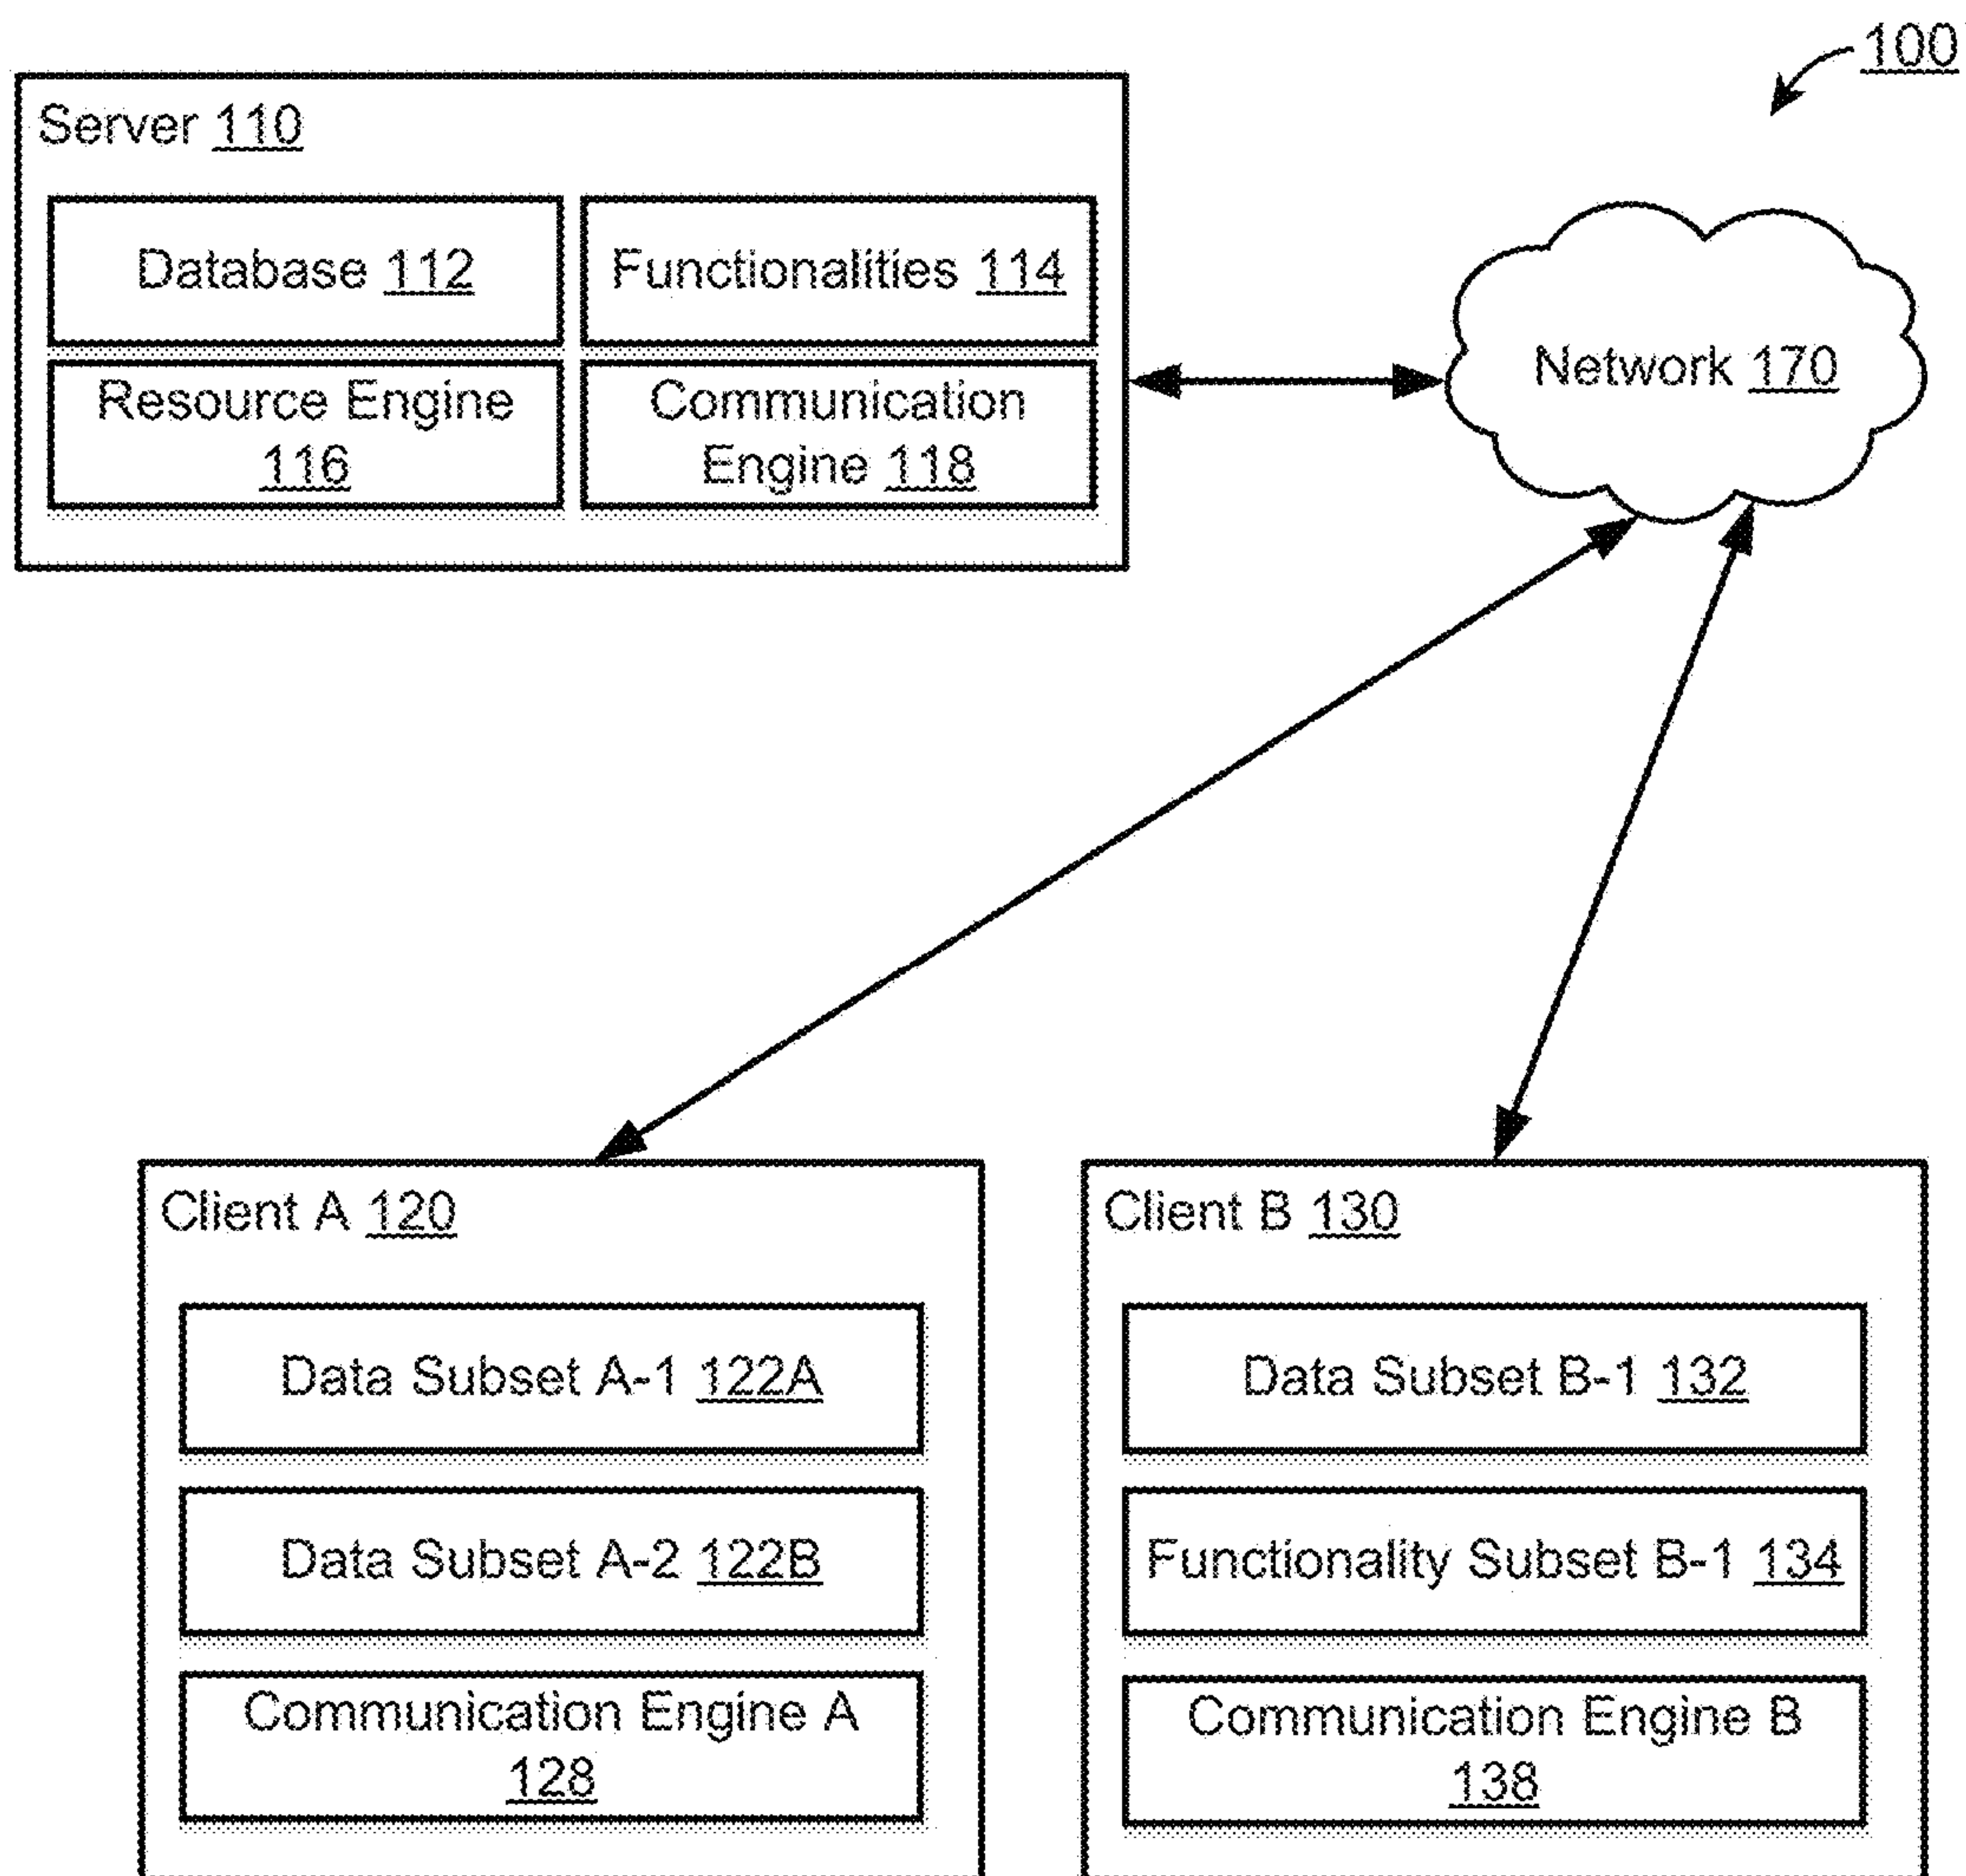 100
Server 110
Database 112
Functionalities 114
Resource Engine
116
Communication
Engine 118
Network 170
Client A 120
Data Subset A-1 122A
Data Subset A-2 122B
Communication Engine A
128
Client B 130
Data Subset B-1 132
Functionality Subset B-1 134
Communication Engine B
138